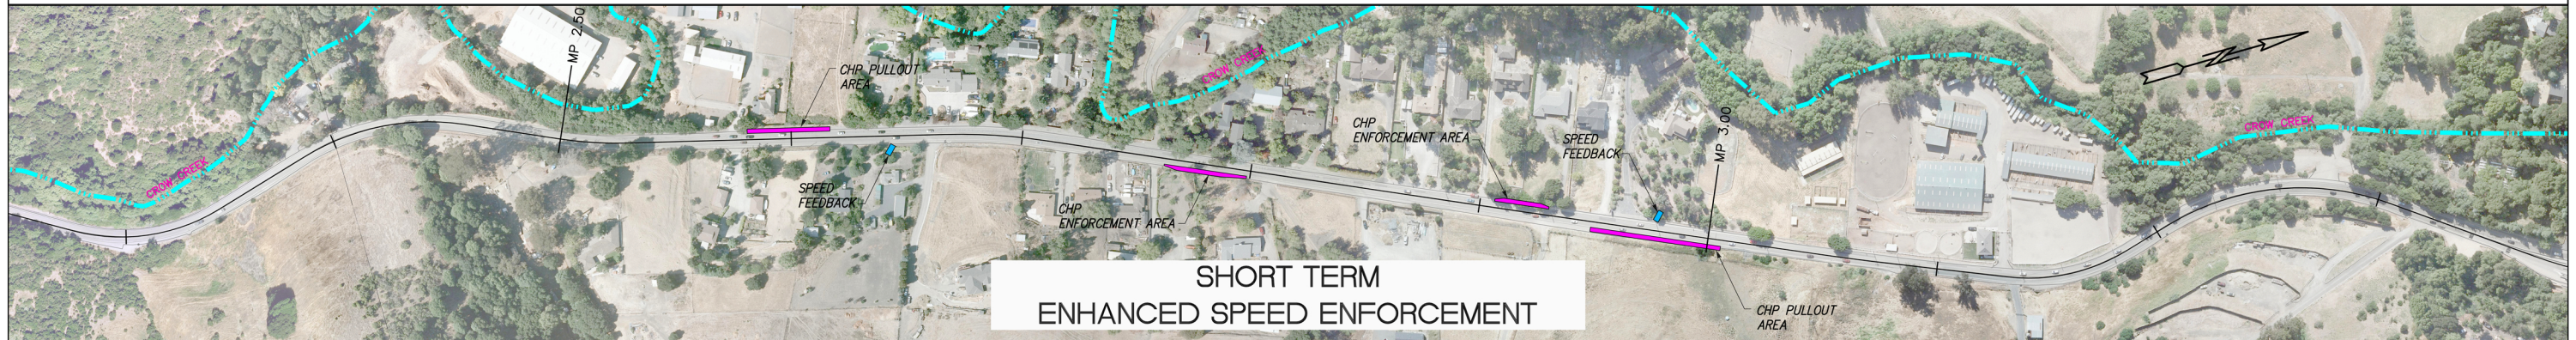 MP 2.50
CHP PULLOUT
AREA
CROW CREEK
CROW CREEK
SPEED
FEEDBACK
CHP
ENFORCEMENT AREA
CHP
ENFORCEMENT AREA
SPEED
FEEDBACK
MP 3.00
CROW CREEK
CHP PULLOUT
AREA
SHORT TERM
ENHANCED SPEED ENFORCEMENT